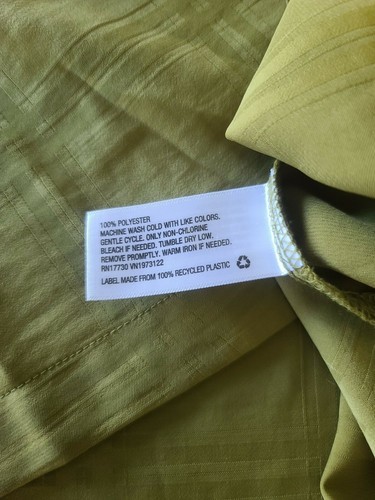 100% POLYESTER
MACHINE WASH COLD WITH LIKE COLORS.
GENTLE CYCLE. ONLY NON-CHLORINE
BLEACH IF NEEDED. TUMBLE DRY LOW.
REMOVE PROMPTLY. WARM IRON IF NEEDED.
RN17730 VN1973122
LABEL MADE FROM 100% RECYCLED PLASTIC